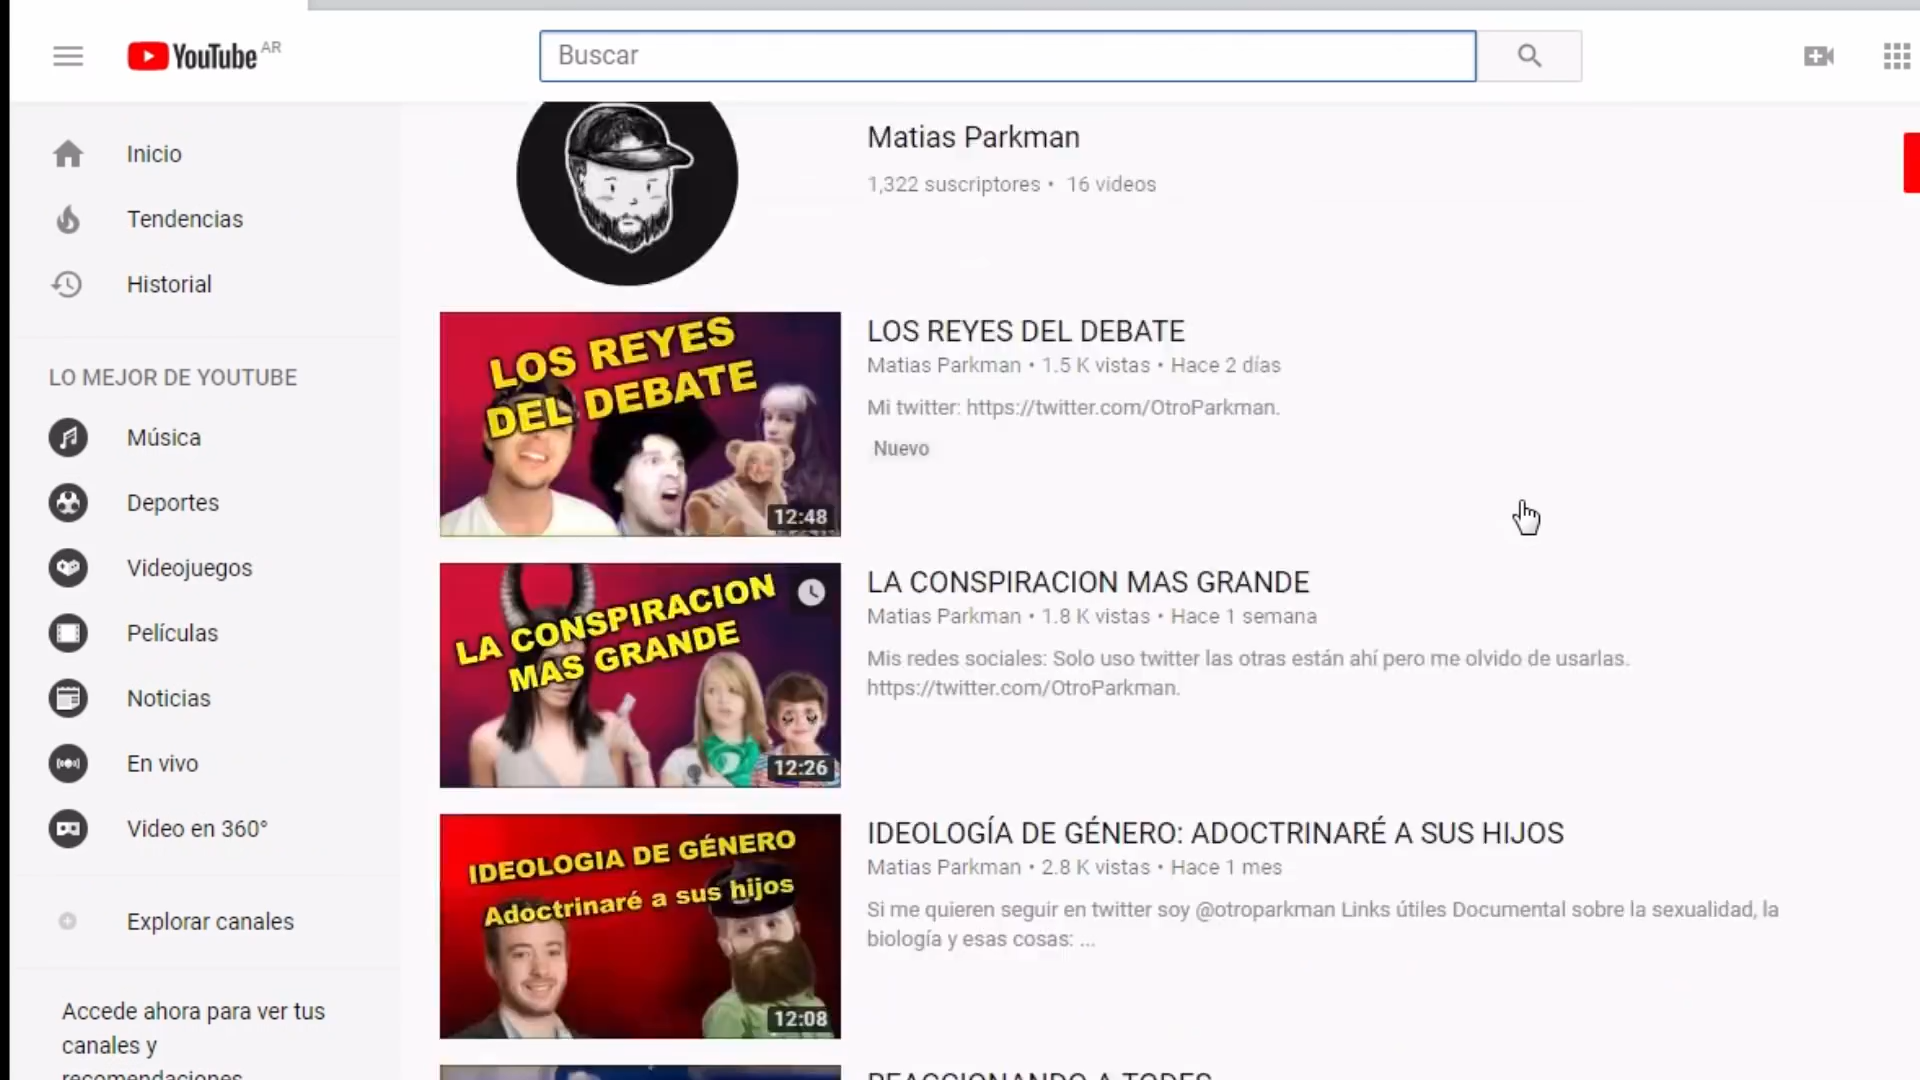 YouTube AR
Buscar
Inicio
Tendencias
Historial
LO MEJOR DE YOUTUBE
Música
Deportes
Videojuegos
Películas
Noticias
En vivo
Video en 360°
Explorar canales
Accede ahora para ver tus
canales y
recomendaciones
Matias Parkman
1,322 suscriptores • 16 videos
LOS REYES
DEL DEBATE
12:48
LOS REYES DEL DEBATE
Matias Parkman • 1.5 K vistas • Hace 2 días
Mi twitter: https://twitter.com/OtroParkman.
Nuevo
LA CONSPIRACION
MAS GRANDE
12:26
LA CONSPIRACION MAS GRANDE
Matias Parkman • 1.8 K vistas • Hace 1 semana
Mis redes sociales: Solo uso twitter las otras están ahí pero me olvido de usarlas.
https://twitter.com/OtroParkman.
IDEOLOGIA DE GÉNERO
Adoctrinaré a sus hijos
12:08
IDEOLOGÍA DE GÉNERO: ADOCTRINARÉ A SUS HIJOS
Matias Parkman • 2.8 K vistas • Hace 1 mes
Si me quieren seguir en twitter soy @otroparkman Links útiles Documental sobre la sexualidad, la
biología y esas cosas: ...
REACCIONANDO A TODES